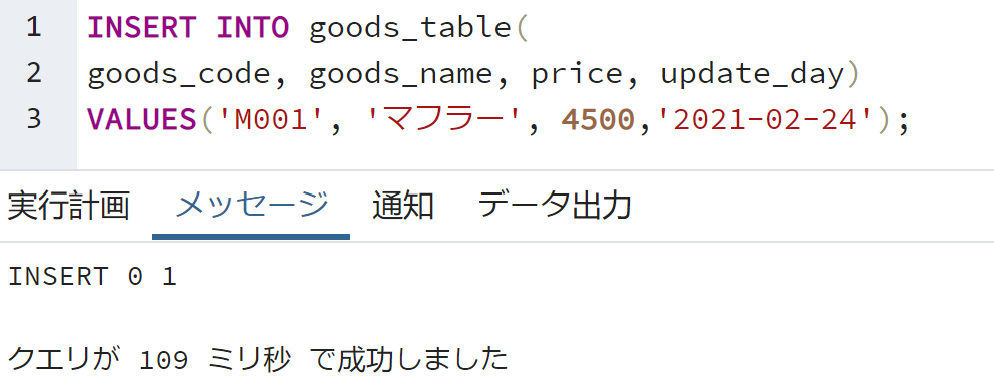 1 INSERT INTO goods_table(
2 goods_code, goods_name, price, update_day)
3 VALUES('M001', 'マフラー', 4500,'2021-02-24');
実行計画 メッセージ 通知 データ出力
INSERT 0 1
クエリが 109 ミリ秒 で成功しました